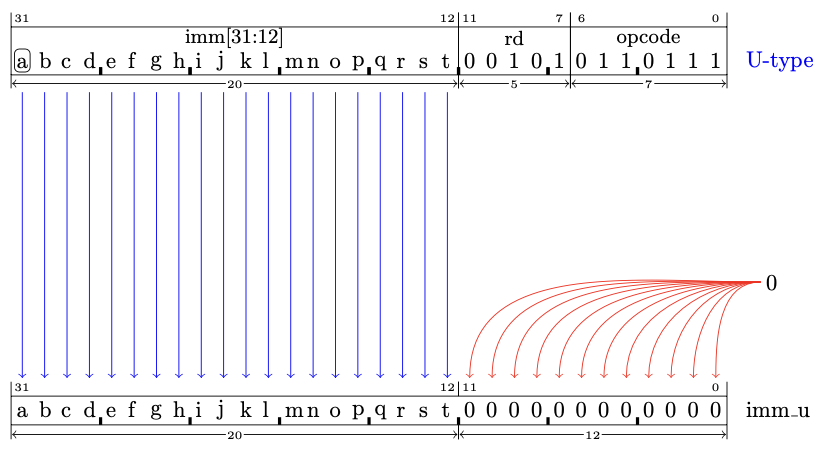 31 12 11 7 6 0
imm[31:12] rd opcode
a b c d e f g h i j k l m n o p q r s t 0 0 1 0 1 0 1 1 0 1 1 1 U-type
20 5 7
0
31 12 11 0
a b c d e f g h i j k l m n o p q r s t 0 0 0 0 0 0 0 0 0 0 0 0 imm_u
20 12